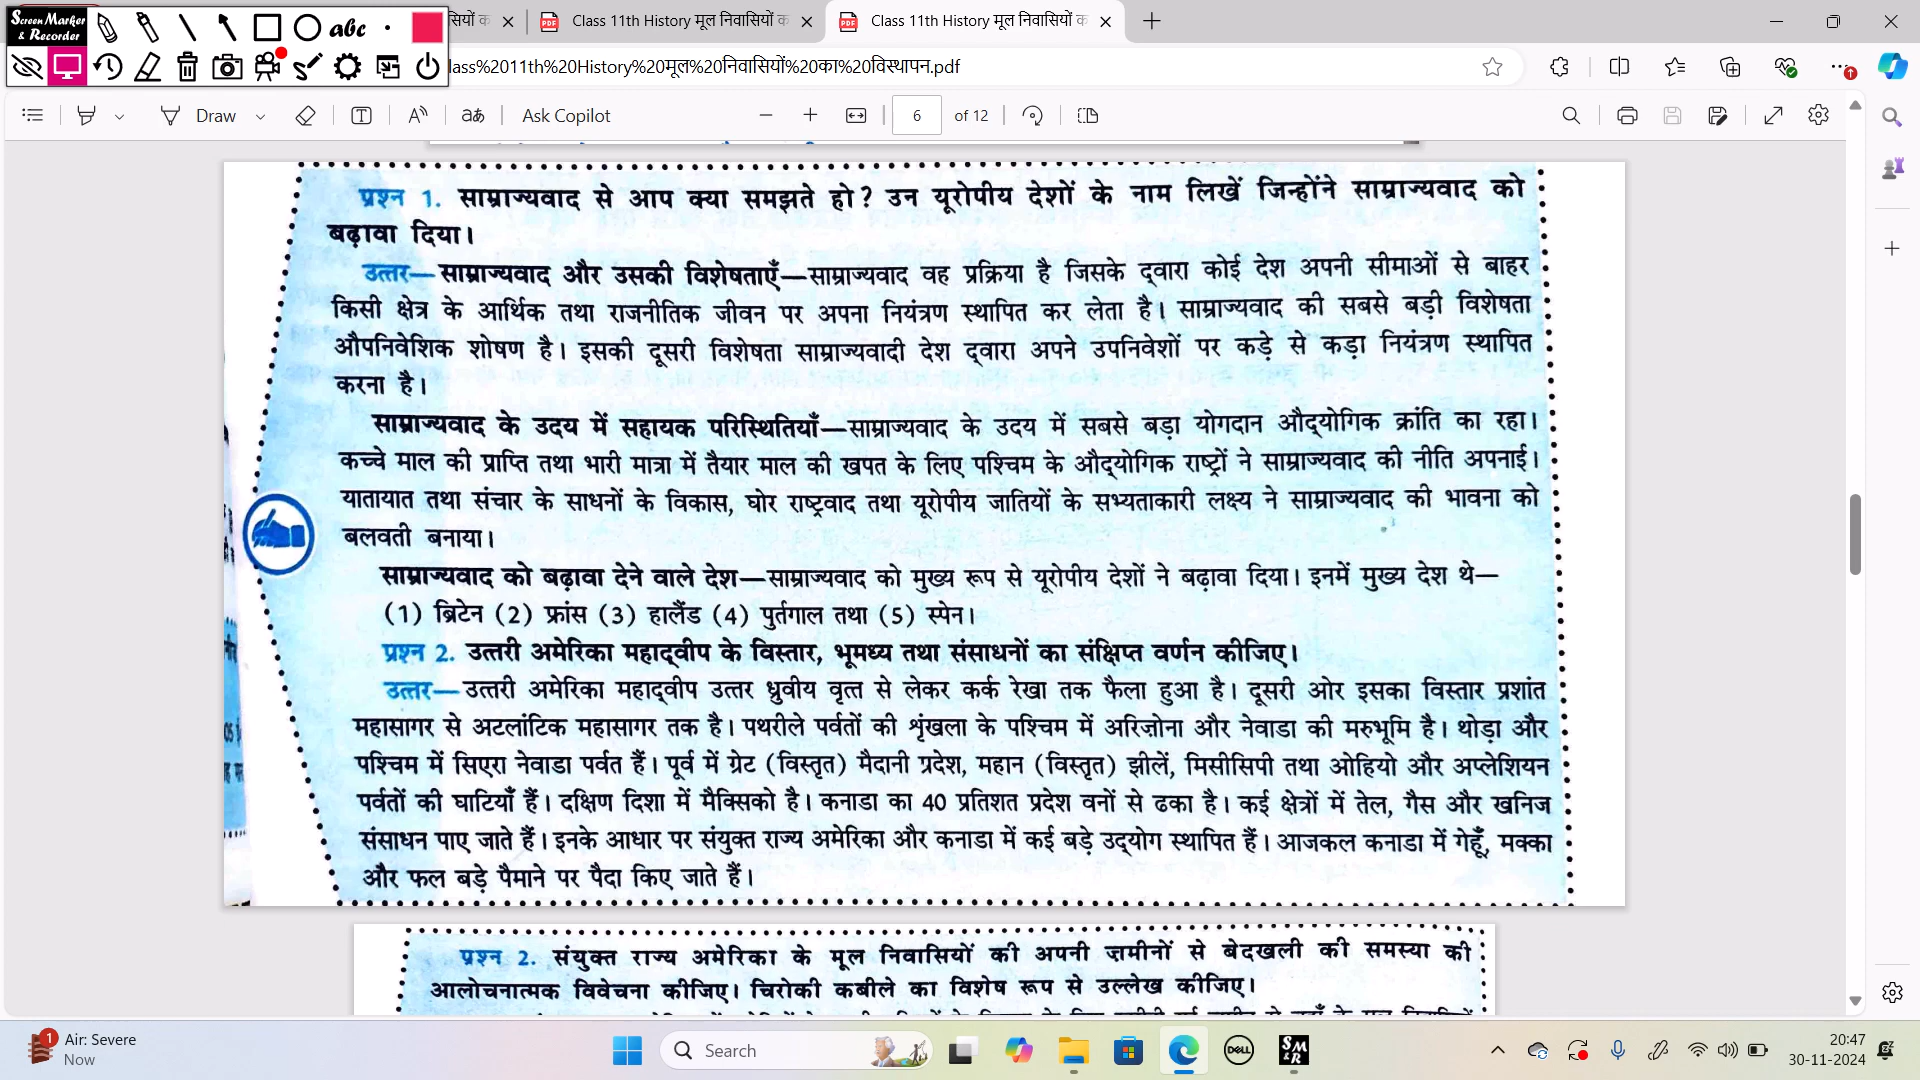 Screen Marker & Recorder
abc
सियों क
Class 11th History मूल निवासियों क
Class 11th History मूल निवासियों क
lass%2011th%20History%20मूल%20निवासियों%20का%20विस्थापन.pdf
Draw
aあ
Ask Copilot
6 of 12
प्रश्न 1. साम्राज्यवाद से आप क्या समझते हो? उन यूरोपीय देशों के नाम लिखें जिन्होंने साम्राज्यवाद को
बढ़ावा दिया।
उत्तर—साम्राज्यवाद और उसकी विशेषताएँ—साम्राज्यवाद वह प्रक्रिया है जिसके द्वारा कोई देश अपनी सीमाओं से बाहर
किसी क्षेत्र के आर्थिक तथा राजनीतिक जीवन पर अपना नियंत्रण स्थापित कर लेता है। साम्राज्यवाद की सबसे बड़ी विशेषता
औपनिवेशिक शोषण है। इसकी दूसरी विशेषता साम्राज्यवादी देश द्वारा अपने उपनिवेशों पर कड़े से कड़ा नियंत्रण स्थापित
करना है।
साम्राज्यवाद के उदय में सहायक परिस्थितियाँ—साम्राज्यवाद के उदय में सबसे बड़ा योगदान औद्योगिक क्रांति का रहा।
कच्चे माल की प्राप्ति तथा भारी मात्रा में तैयार माल की खपत के लिए पश्चिम के औद्योगिक राष्ट्रों ने साम्राज्यवाद की नीति अपनाई।
यातायात तथा संचार के साधनों के विकास, घोर राष्ट्रवाद तथा यूरोपीय जातियों के सभ्यताकारी लक्ष्य ने साम्राज्यवाद की भावना को
बलवती बनाया।
साम्राज्यवाद को बढ़ावा देने वाले देश—साम्राज्यवाद को मुख्य रूप से यूरोपीय देशों ने बढ़ावा दिया। इनमें मुख्य देश थे—
(1) ब्रिटेन (2) फ्रांस (3) हालैंड (4) पुर्तगाल तथा (5) स्पेन।
प्रश्न 2. उत्तरी अमेरिका महाद्वीप के विस्तार, भूमध्य तथा संसाधनों का संक्षिप्त वर्णन कीजिए।
उत्तर—उत्तरी अमेरिका महाद्वीप उत्तर ध्रुवीय वृत्त से लेकर कर्क रेखा तक फैला हुआ है। दूसरी ओर इसका विस्तार प्रशांत
महासागर से अटलांटिक महासागर तक है। पथरीले पर्वतों की शृंखला के पश्चिम में अरिज़ोना और नेवाडा की मरुभूमि है। थोड़ा और
पश्चिम में सिएरा नेवाडा पर्वत हैं। पूर्व में ग्रेट (विस्तृत) मैदानी प्रदेश, महान (विस्तृत) झीलें, मिसीसिपी तथा ओहियो और अप्लेशियन
पर्वतों की घाटियाँ हैं। दक्षिण दिशा में मैक्सिको है। कनाडा का 40 प्रतिशत प्रदेश वनों से ढका है। कई क्षेत्रों में तेल, गैस और खनिज
संसाधन पाए जाते हैं। इनके आधार पर संयुक्त राज्य अमेरिका और कनाडा में कई बड़े उद्योग स्थापित हैं। आजकल कनाडा में गेहूँ, मक्का
और फल बड़े पैमाने पर पैदा किए जाते हैं।
प्रश्न 2. संयुक्त राज्य अमेरिका के मूल निवासियों की अपनी ज़मीनों से बेदखली की समस्या की
आलोचनात्मक विवेचना कीजिए। चिरोकी कबीले का विशेष रूप से उल्लेख कीजिए।
1
Air: Severe
Now
Search
DELL
SM&R
20:47
30-11-2024